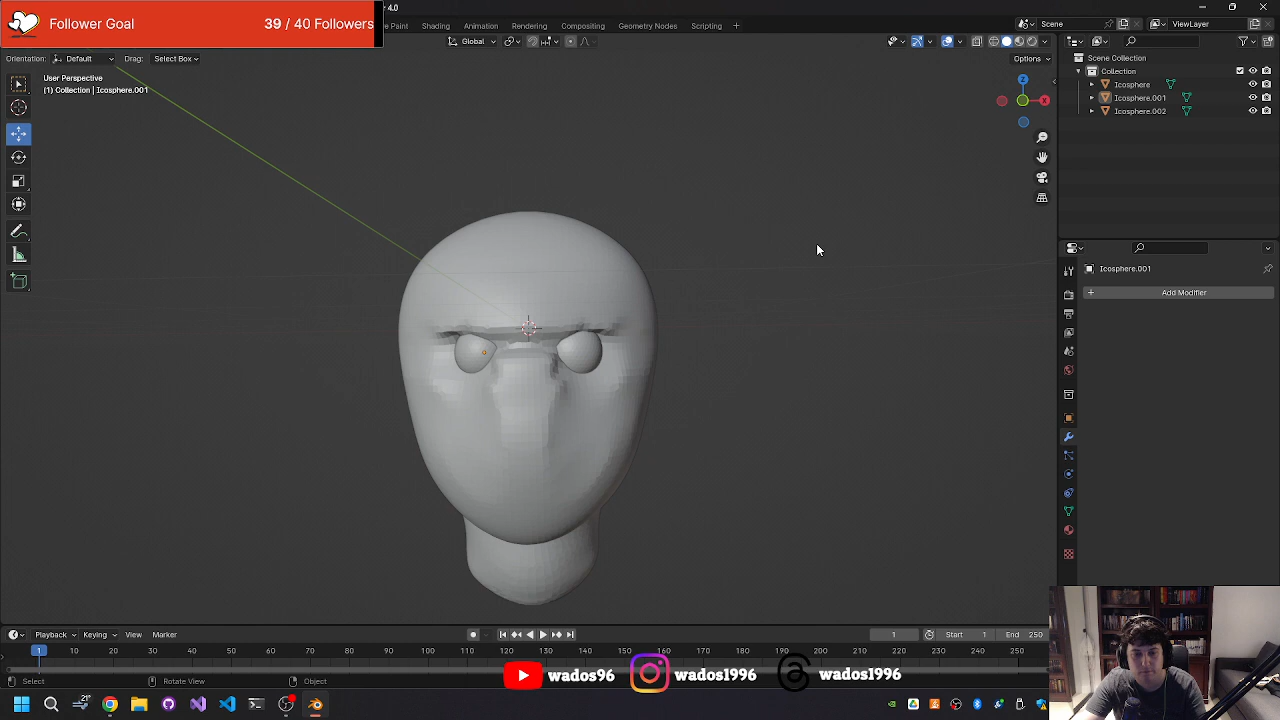 Follower Goal 39 / 40 Followers
4.0
e Paint Shading Animation Rendering Compositing Geometry Nodes Scripting + Scene ViewLayer
Global
Orientation: Default Drag: Select Box Options
User Perspective
(1) Collection | Icosphere.001
Z
X
Scene Collection
Collection
Icosphere
Icosphere.001
Icosphere.002
Icosphere.001
+ Add Modifier
Playback Keying View Marker 1 Start 1 End 250
1 10 20 30 40 50 60 70 80 90 100 110 120 130 140 150 160 170 180 190 200 210 220 230 240 250
Select Rotate View Object
wados96 wados1996 wados1996